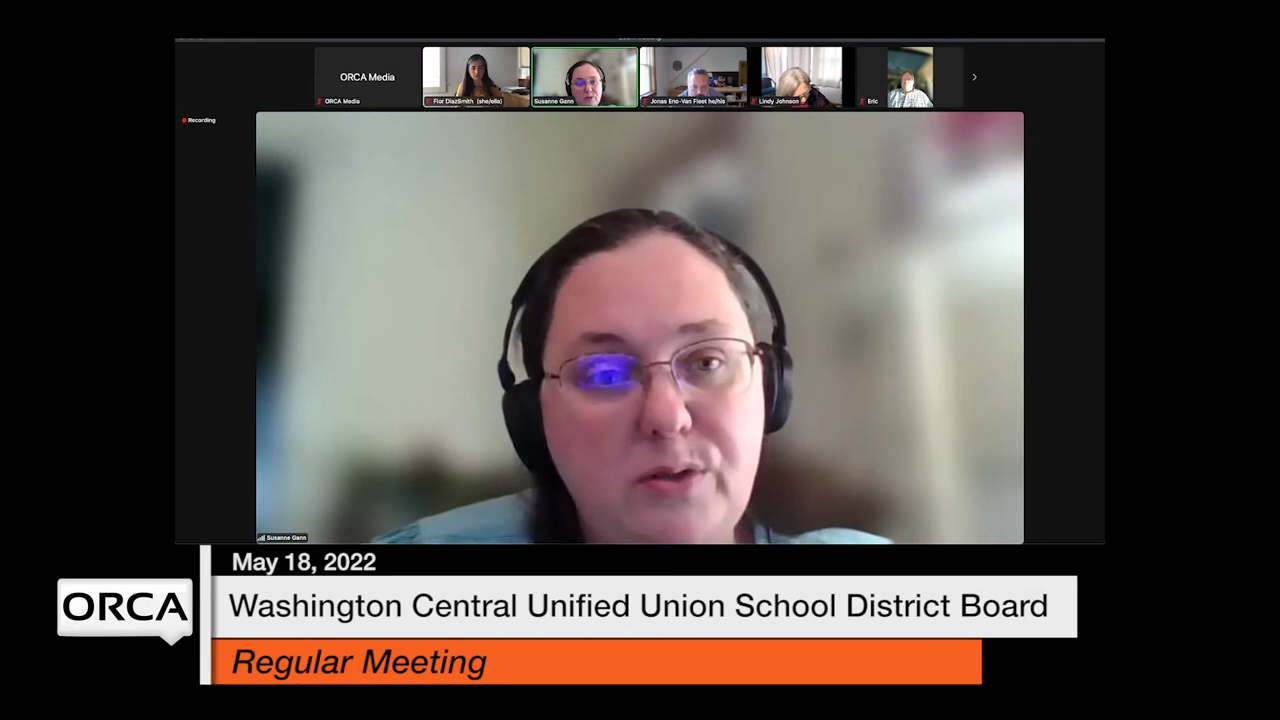 ORCA Media
ORCA Media
Flor DiazSmith (she/ella)
Susanne Gann
Jonas Eno-Van Fleet he/his
Lindy Johnson
Eric
Recording
Susanne Gann
May 18, 2022
ORCA
Washington Central Unified Union School District Board
Regular Meeting